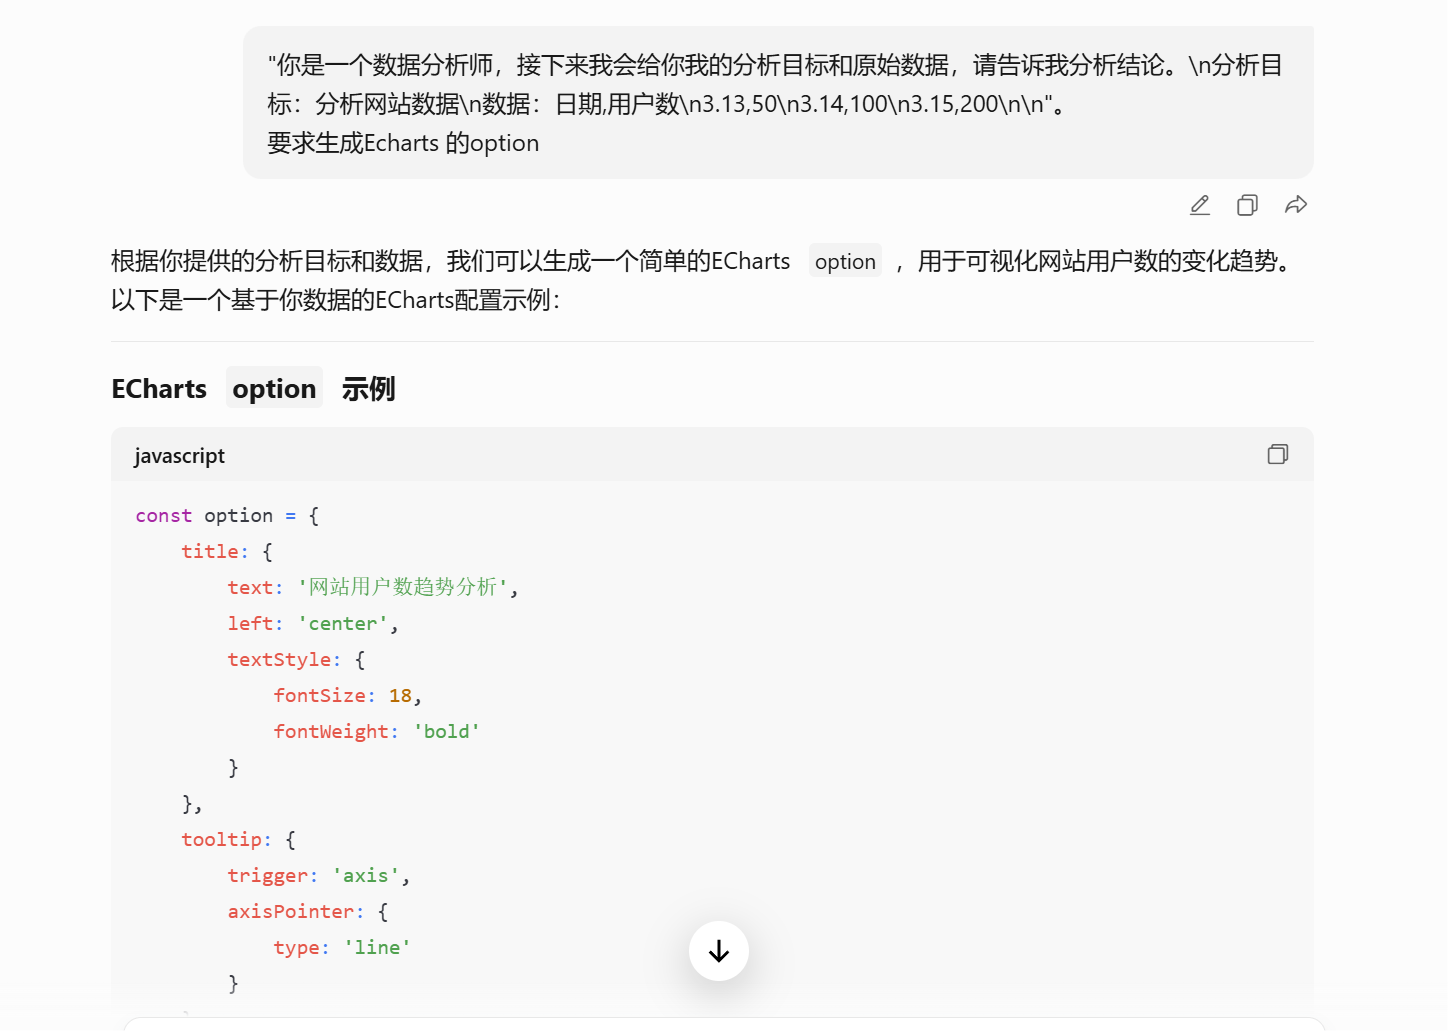 "你是一个数据分析师，接下来我会给你我的分析目标和原始数据，请告诉我分析结论。\n分析目
标：分析网站数据\n数据：日期,用户数\n3.13,50\n3.14,100\n3.15,200\n\n"。
要求生成Echarts 的option
根据你提供的分析目标和数据，我们可以生成一个简单的ECharts option ，用于可视化网站用户数的变化趋势。
以下是一个基于你数据的ECharts配置示例：
ECharts option 示例
javascript
const option = {
    title: {
        text: '网站用户数趋势分析',
        left: 'center',
        textStyle: {
            fontSize: 18,
            fontWeight: 'bold'
        }
    },
    tooltip: {
        trigger: 'axis',
        axisPointer: {
            type: 'line'
        }